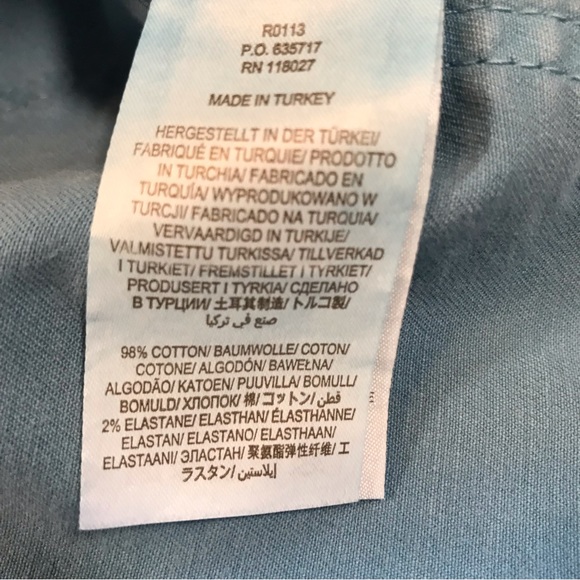 R0113
P.O. 635717
RN 118027
MADE IN TURKEY
HERGESTELLT IN DER TÜRKEI/
FABRIQUÉ EN TURQUIE/ PRODOTTO
IN TURCHIA/ FABRICADO EN
TURQUÍA/ WYPRODUKOWANO W
TURCJI/ FABRICADO NA TURQUIA/
VERVAARDIGD IN TURKIJE/
VALMISTETTU TURKISSA/ TILLVERKAD
I TURKIET/ FREMSTILLET I TYRKIET/
PRODUSERT I TYRKIA/ СДЕЛАНО
В ТУРЦИИ/ 土耳其制造/ トルコ製/
صنع في تركيا
98% COTTON/ BAUMWOLLE/ COTON/
COTONE/ ALGODÓN/ BAWEŁNA/
ALGODÃO/ KATOEN/ PUUVILLA/ BOMULL/
BOMULD/ ХЛОПОК/ 棉/ コットン/ قطن/
2% ELASTANE/ ELASTHAN/ ÉLASTHANNE/
ELASTAN/ ELASTANO/ ELASTHAAN/
ELASTAANI/ ЭЛАСТАН/ 聚氨酯弹性纤维/ エ
ラスタン/ إيلاستين